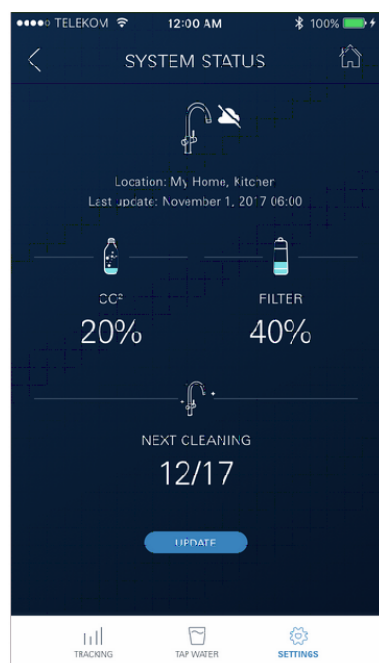 TELEKOM 12:00 AM 100%
SYSTEM STATUS
Location: My Home, Kitchen
Last update: November 1, 2017 06:00
CO² FILTER
20% 40%
NEXT CLEANING
12/17
UPDATE
TRACKING TAP WATER SETTINGS